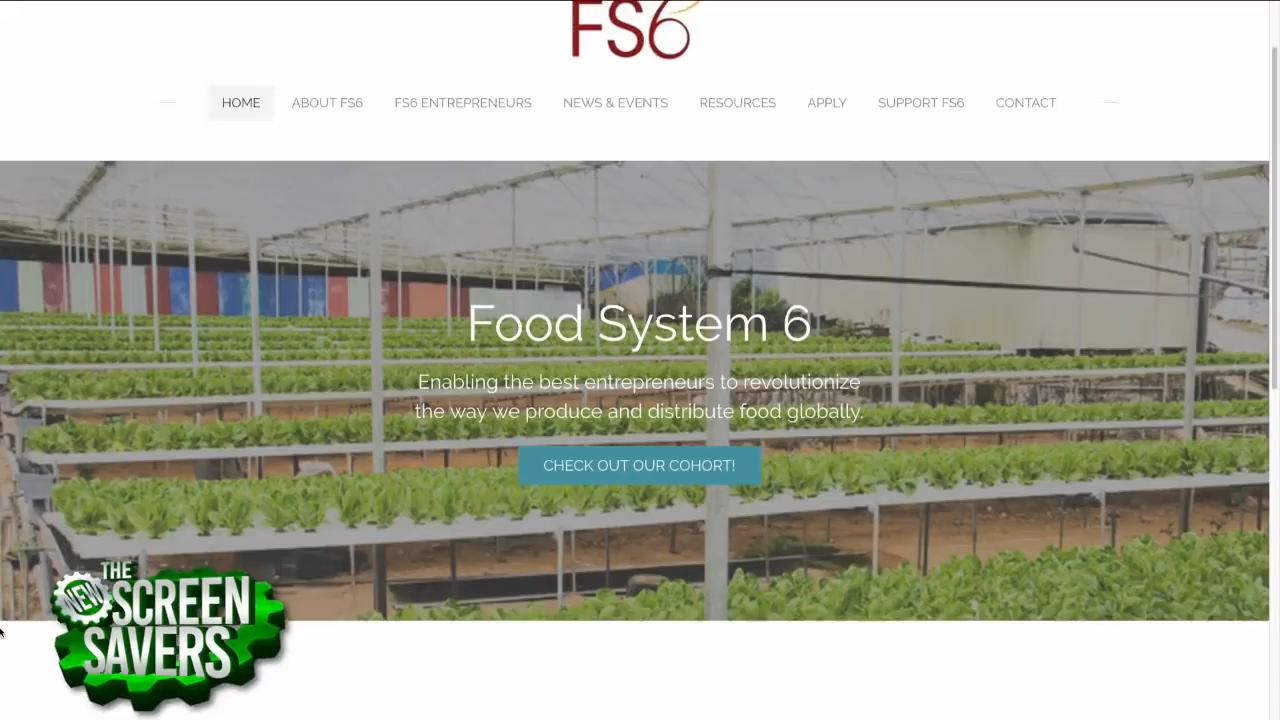 FS6
HOME ABOUT FS6 FS6 ENTREPRENEURS NEWS & EVENTS RESOURCES APPLY SUPPORT FS6 CONTACT
Food System 6
Enabling the best entrepreneurs to revolutionize
the way we produce and distribute food globally.
CHECK OUT OUR COHORT!
THE
NEW SCREEN
SAVERS